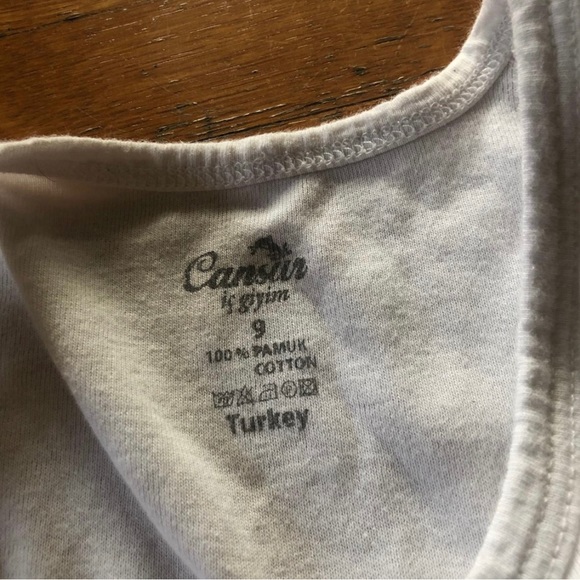 Cansın
iç giyim
9
100% PAMUK
COTTON
Turkey